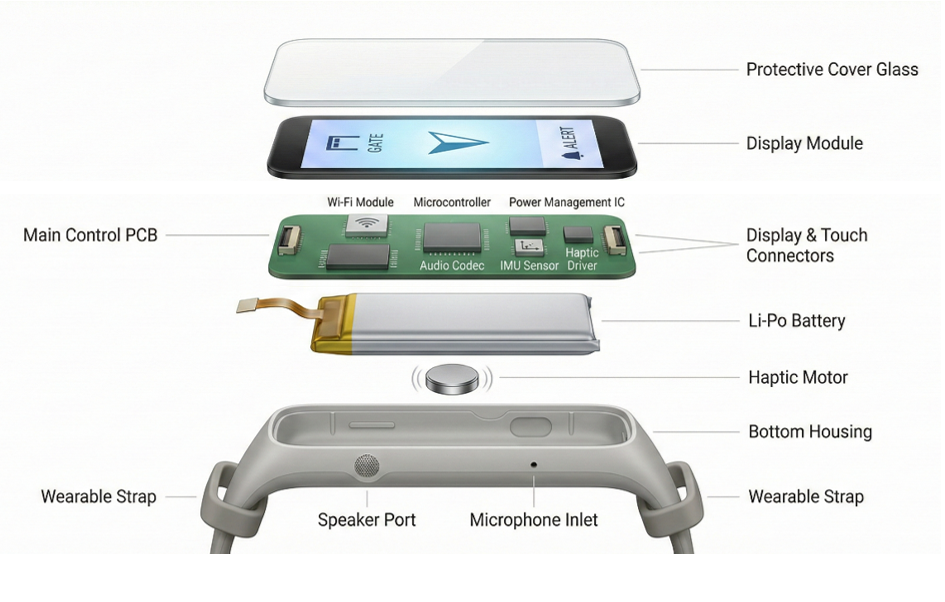 Protective Cover Glass
GATE
ALERT
Display Module
Wi-Fi Module
Microcontroller
Power Management IC
Main Control PCB
Display & Touch
Connectors
Audio Codec
IMU Sensor
Haptic
Driver
Li-Po Battery
Haptic Motor
Bottom Housing
Wearable Strap
Wearable Strap
Speaker Port
Microphone Inlet